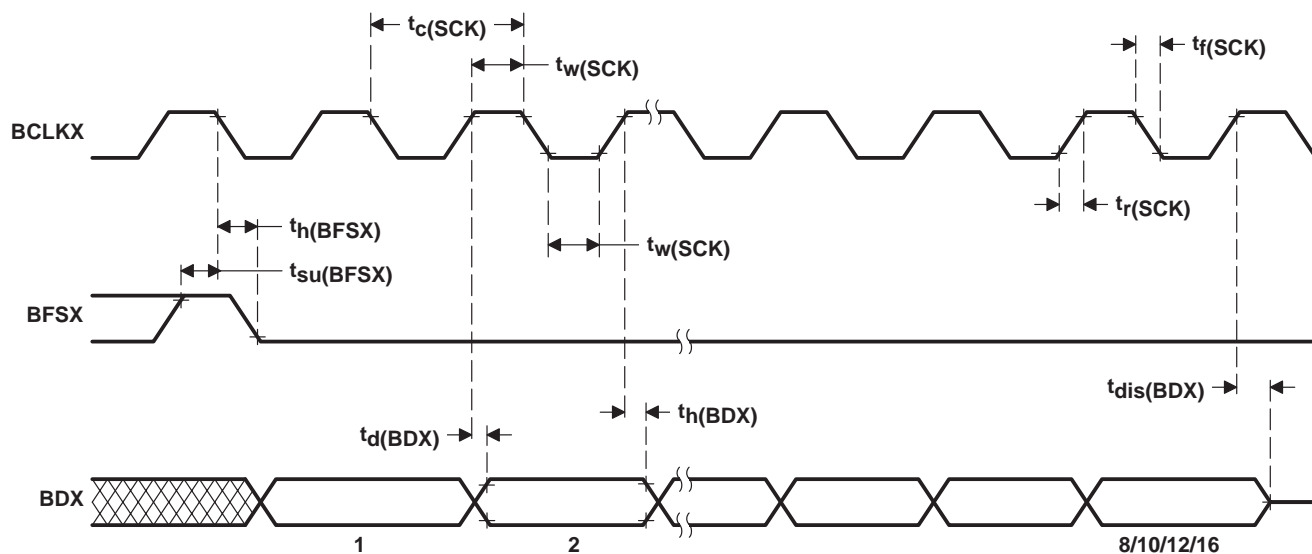 tc(SCK)
tw(SCK)
tf(SCK)
BCLKX
tr(SCK)
th(BFSX)
tw(SCK)
tsu(BFSX)
BFSX
tdis(BDX)
th(BDX)
td(BDX)
BDX
1
2
8/10/12/16